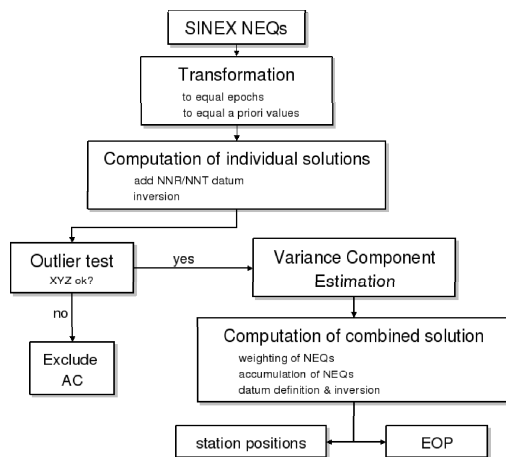 SINEX NEQs
Transformation
to equal epochs
to equal a priori values
Computation of individual solutions
add NNR/NNT datum
inversion
Outlier test
XYZ ok?
yes
Variance Component
Estimation
no
Exclude
AC
Computation of combined solution
weighting of NEQs
accumulation of NEQs
datum definition & inversion
station positions
EOP